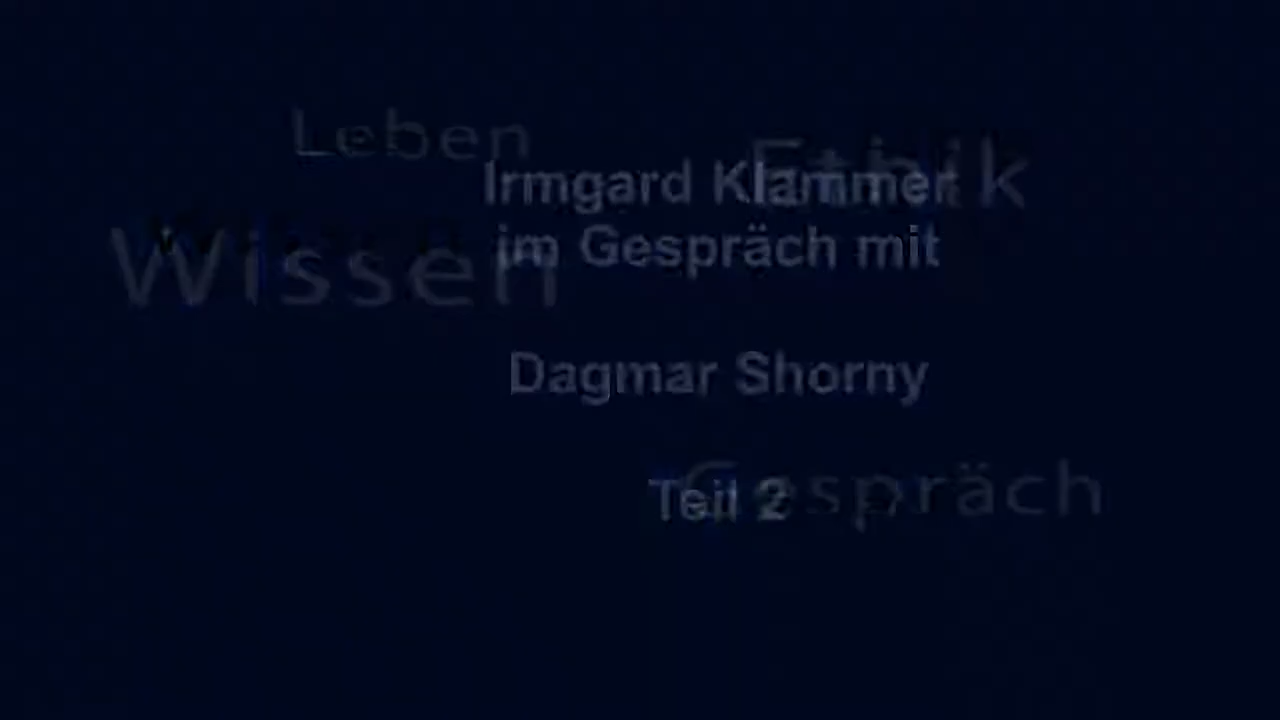 Leben
Ethik
Irmgard Klammer
Wissen
im Gespräch mit
Dagmar Shorny
Gespräch
Teil 2